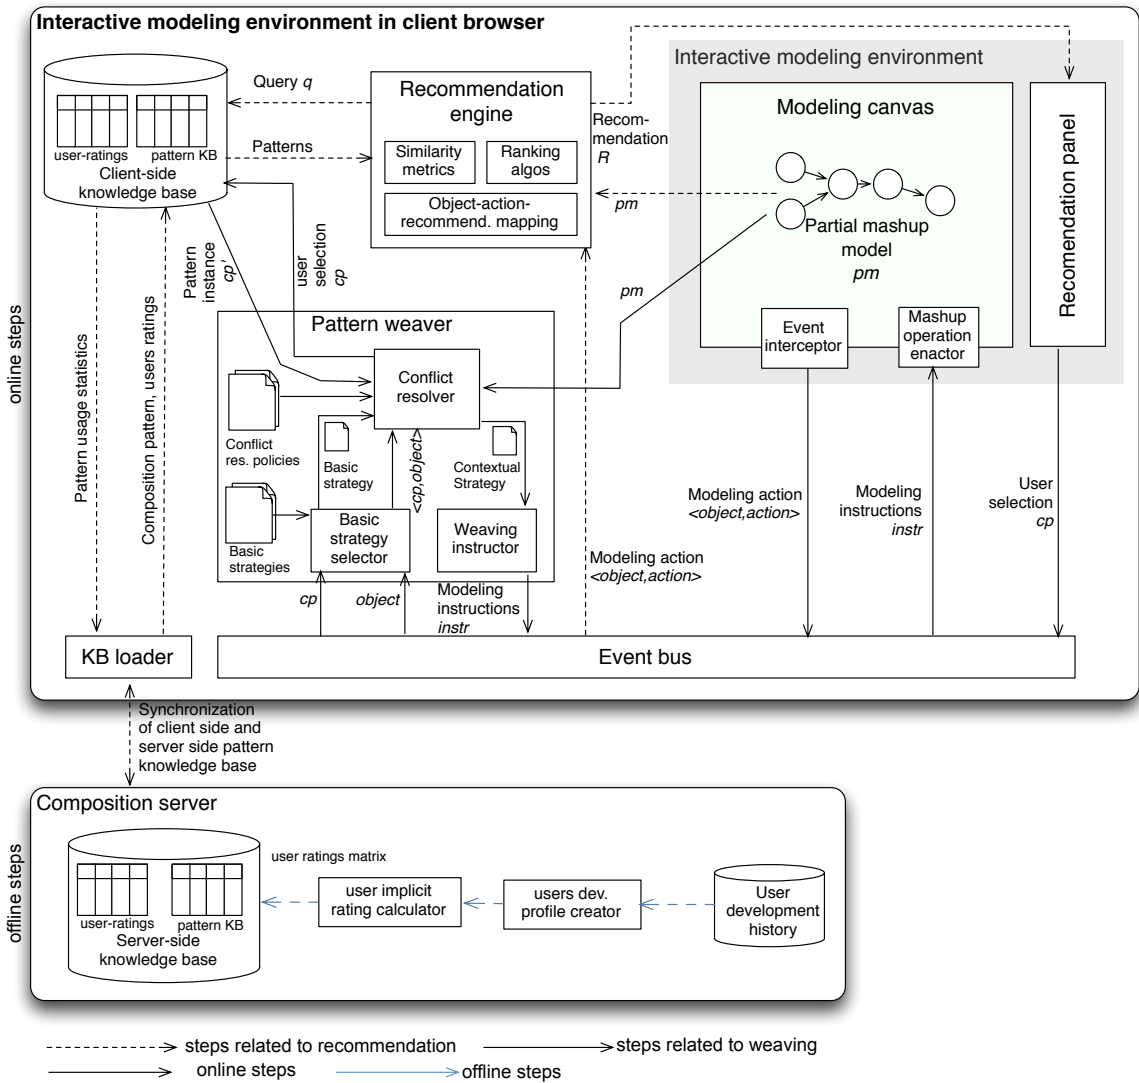 Interactive modeling environment in client browser
online steps
user-ratings
pattern KB
Client-side
knowledge base
Query q
Patterns
Recommendation
engine
Similarity
metrics
Ranking
algos
Object-action-
recommend. mapping
Recom-
mendation
R
pm
Interactive modeling environment
Modeling canvas
Partial mashup
model
pm
Event
interceptor
Mashup
operation
enactor
Recomendation panel
Pattern
instance
cp'
user
selection
cp
pm
Pattern usage statistics
Composition pattern, users ratings
Pattern weaver
Conflict
resolver
Conflict
res. policies
Basic
strategy
<cp,object>
Contextual
Strategy
Basic
strategies
Basic
strategy
selector
Weaving
instructor
cp
object
Modeling
instructions
instr
Modeling action
<object,action>
Modeling action
<object,action>
Modeling
instructions
instr
User
selection
cp
KB loader
Event bus
Synchronization
of client side and
server side pattern
knowledge base
offline steps
Composition server
user-ratings
pattern KB
Server-side
knowledge base
user ratings matrix
user implicit
rating calculator
users dev.
profile creator
User
development
history
steps related to recommendation
steps related to weaving
online steps
offline steps